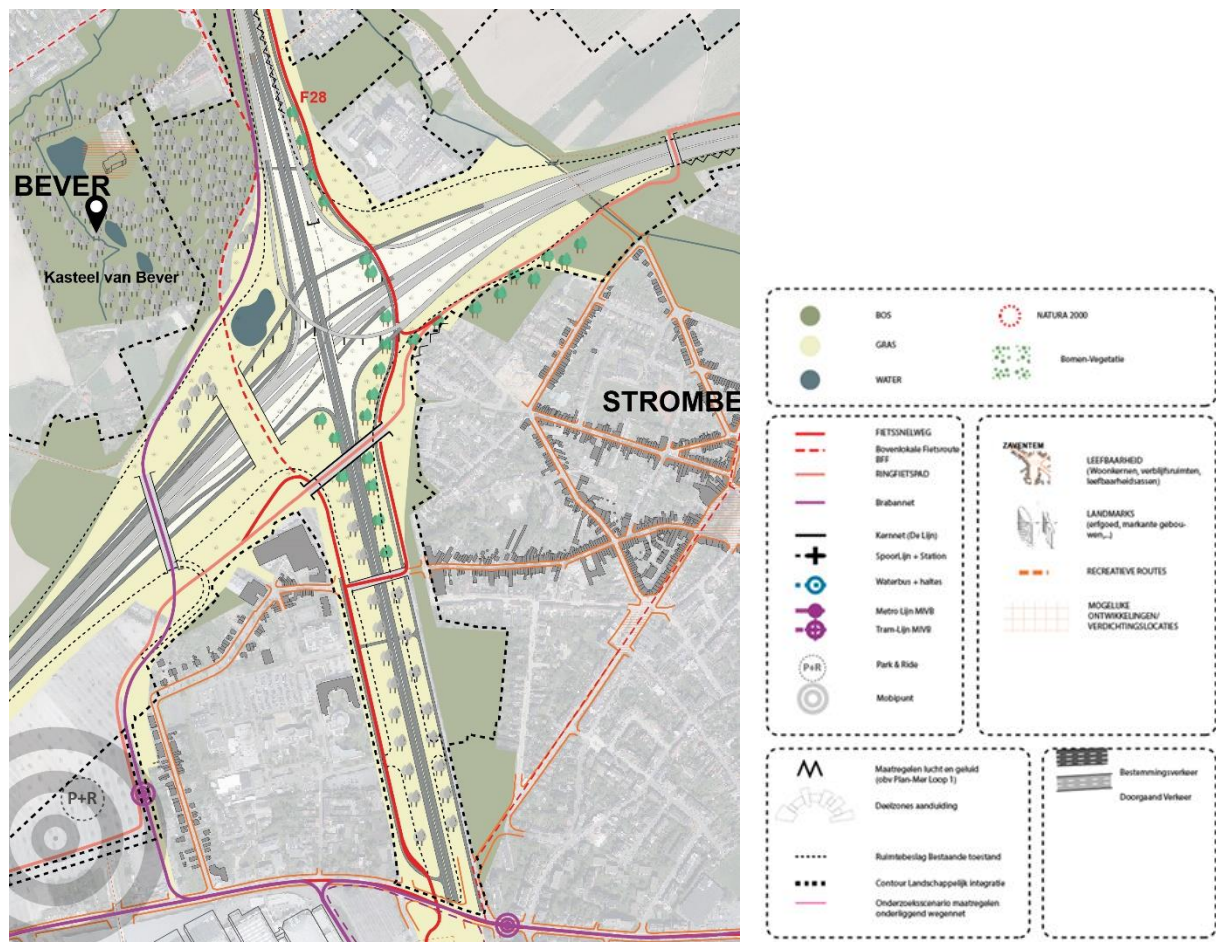 F28
BEVER
Kasteel van Bever
STROMBE
P+R
BOS
GRAS
WATER
NATURA 2000
Bomen-Vegetatie
FIETSSNELWEG
Bovenlokale Fietsroute
BFF
RINGFIETSPAD
Brabannet
Kernnet (De Lijn)
SpoorLijn + Station
Waterbus + haltes
Metro Lijn MIVB
Tram-Lijn MIVB
P+R
Park & Ride
Mobipunt
ZAVENTEM
LEEFBAARHEID
(Woonkernen, verblijfsruimten,
leefbaarheidsassen)
LANDMARKS
(erfgoed, markante gebou-
wen,...)
RECREATIEVE ROUTES
MOGELIJKE
ONTWIKKELINGEN/
VERDICHTINGSLOCATIES
Maatregelen lucht en geluid
(obv Plan-Mer Loop 1)
Deelzones aanduiding
Ruimtebeslag Bestaande toestand
Contour Landschappelijk integratie
Onderzoeksscenario maatregelen
onderliggend wegennet
Bestemmingsverkeer
Doorgaand Verkeer